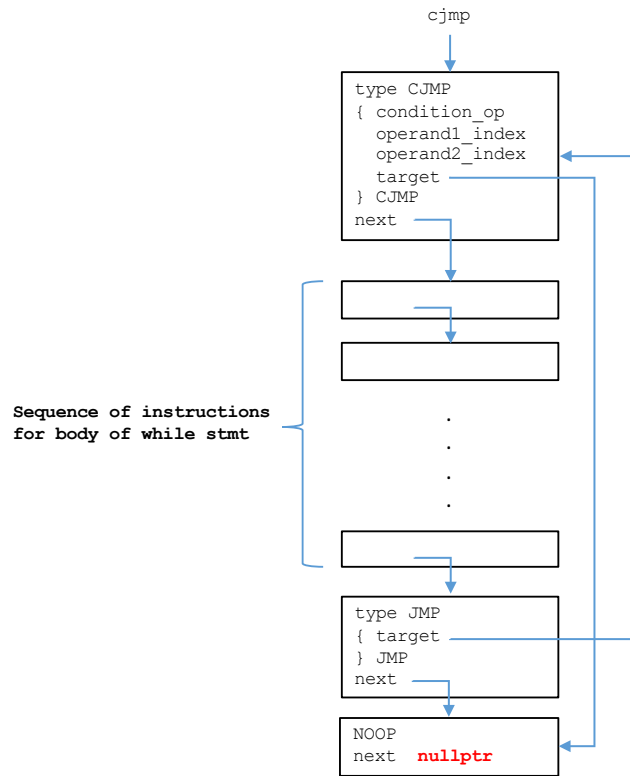 cjmp
type CJMP
{ condition_op
operand1_index
operand2_index
target
} CJMP
next
Sequence of instructions
for body of while stmt
.
.
.
.
type JMP
{ target
} JMP
next
NOOP
next nullptr